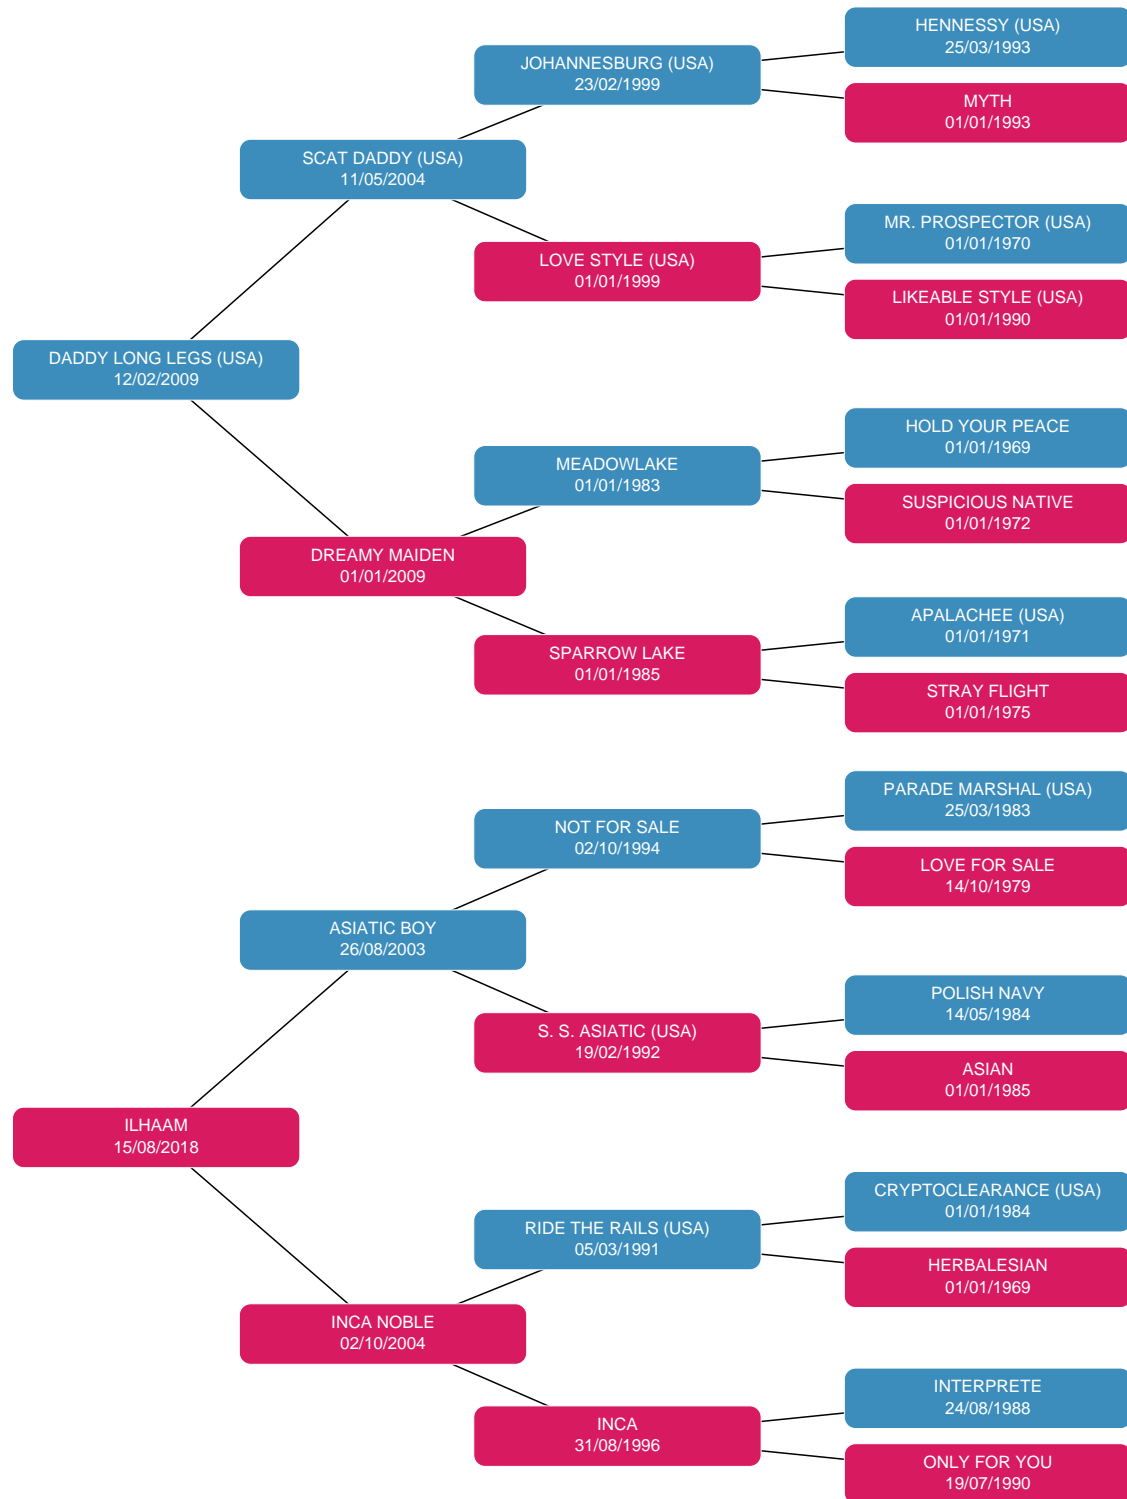 HENNESSY (USA)
25/03/1993
JOHANNESBURG (USA)
23/02/1999
MYTH
01/01/1993
SCAT DADDY (USA)
11/05/2004
MR. PROSPECTOR (USA)
01/01/1970
LOVE STYLE (USA)
01/01/1999
LIKEABLE STYLE (USA)
01/01/1990
DADDY LONG LEGS (USA)
12/02/2009
HOLD YOUR PEACE
01/01/1969
MEADOWLAKE
01/01/1983
SUSPICIOUS NATIVE
01/01/1972
DREAMY MAIDEN
01/01/2009
APALACHEE (USA)
01/01/1971
SPARROW LAKE
01/01/1985
STRAY FLIGHT
01/01/1975
PARADE MARSHAL (USA)
25/03/1983
NOT FOR SALE
02/10/1994
LOVE FOR SALE
14/10/1979
ASIATIC BOY
26/08/2003
POLISH NAVY
14/05/1984
S. S. ASIATIC (USA)
19/02/1992
ASIAN
01/01/1985
ILHAAM
15/08/2018
CRYPTOCLEARANCE (USA)
01/01/1984
RIDE THE RAILS (USA)
05/03/1991
HERBALESIAN
01/01/1969
INCA NOBLE
02/10/2004
INTERPRETE
24/08/1988
INCA
31/08/1996
ONLY FOR YOU
19/07/1990